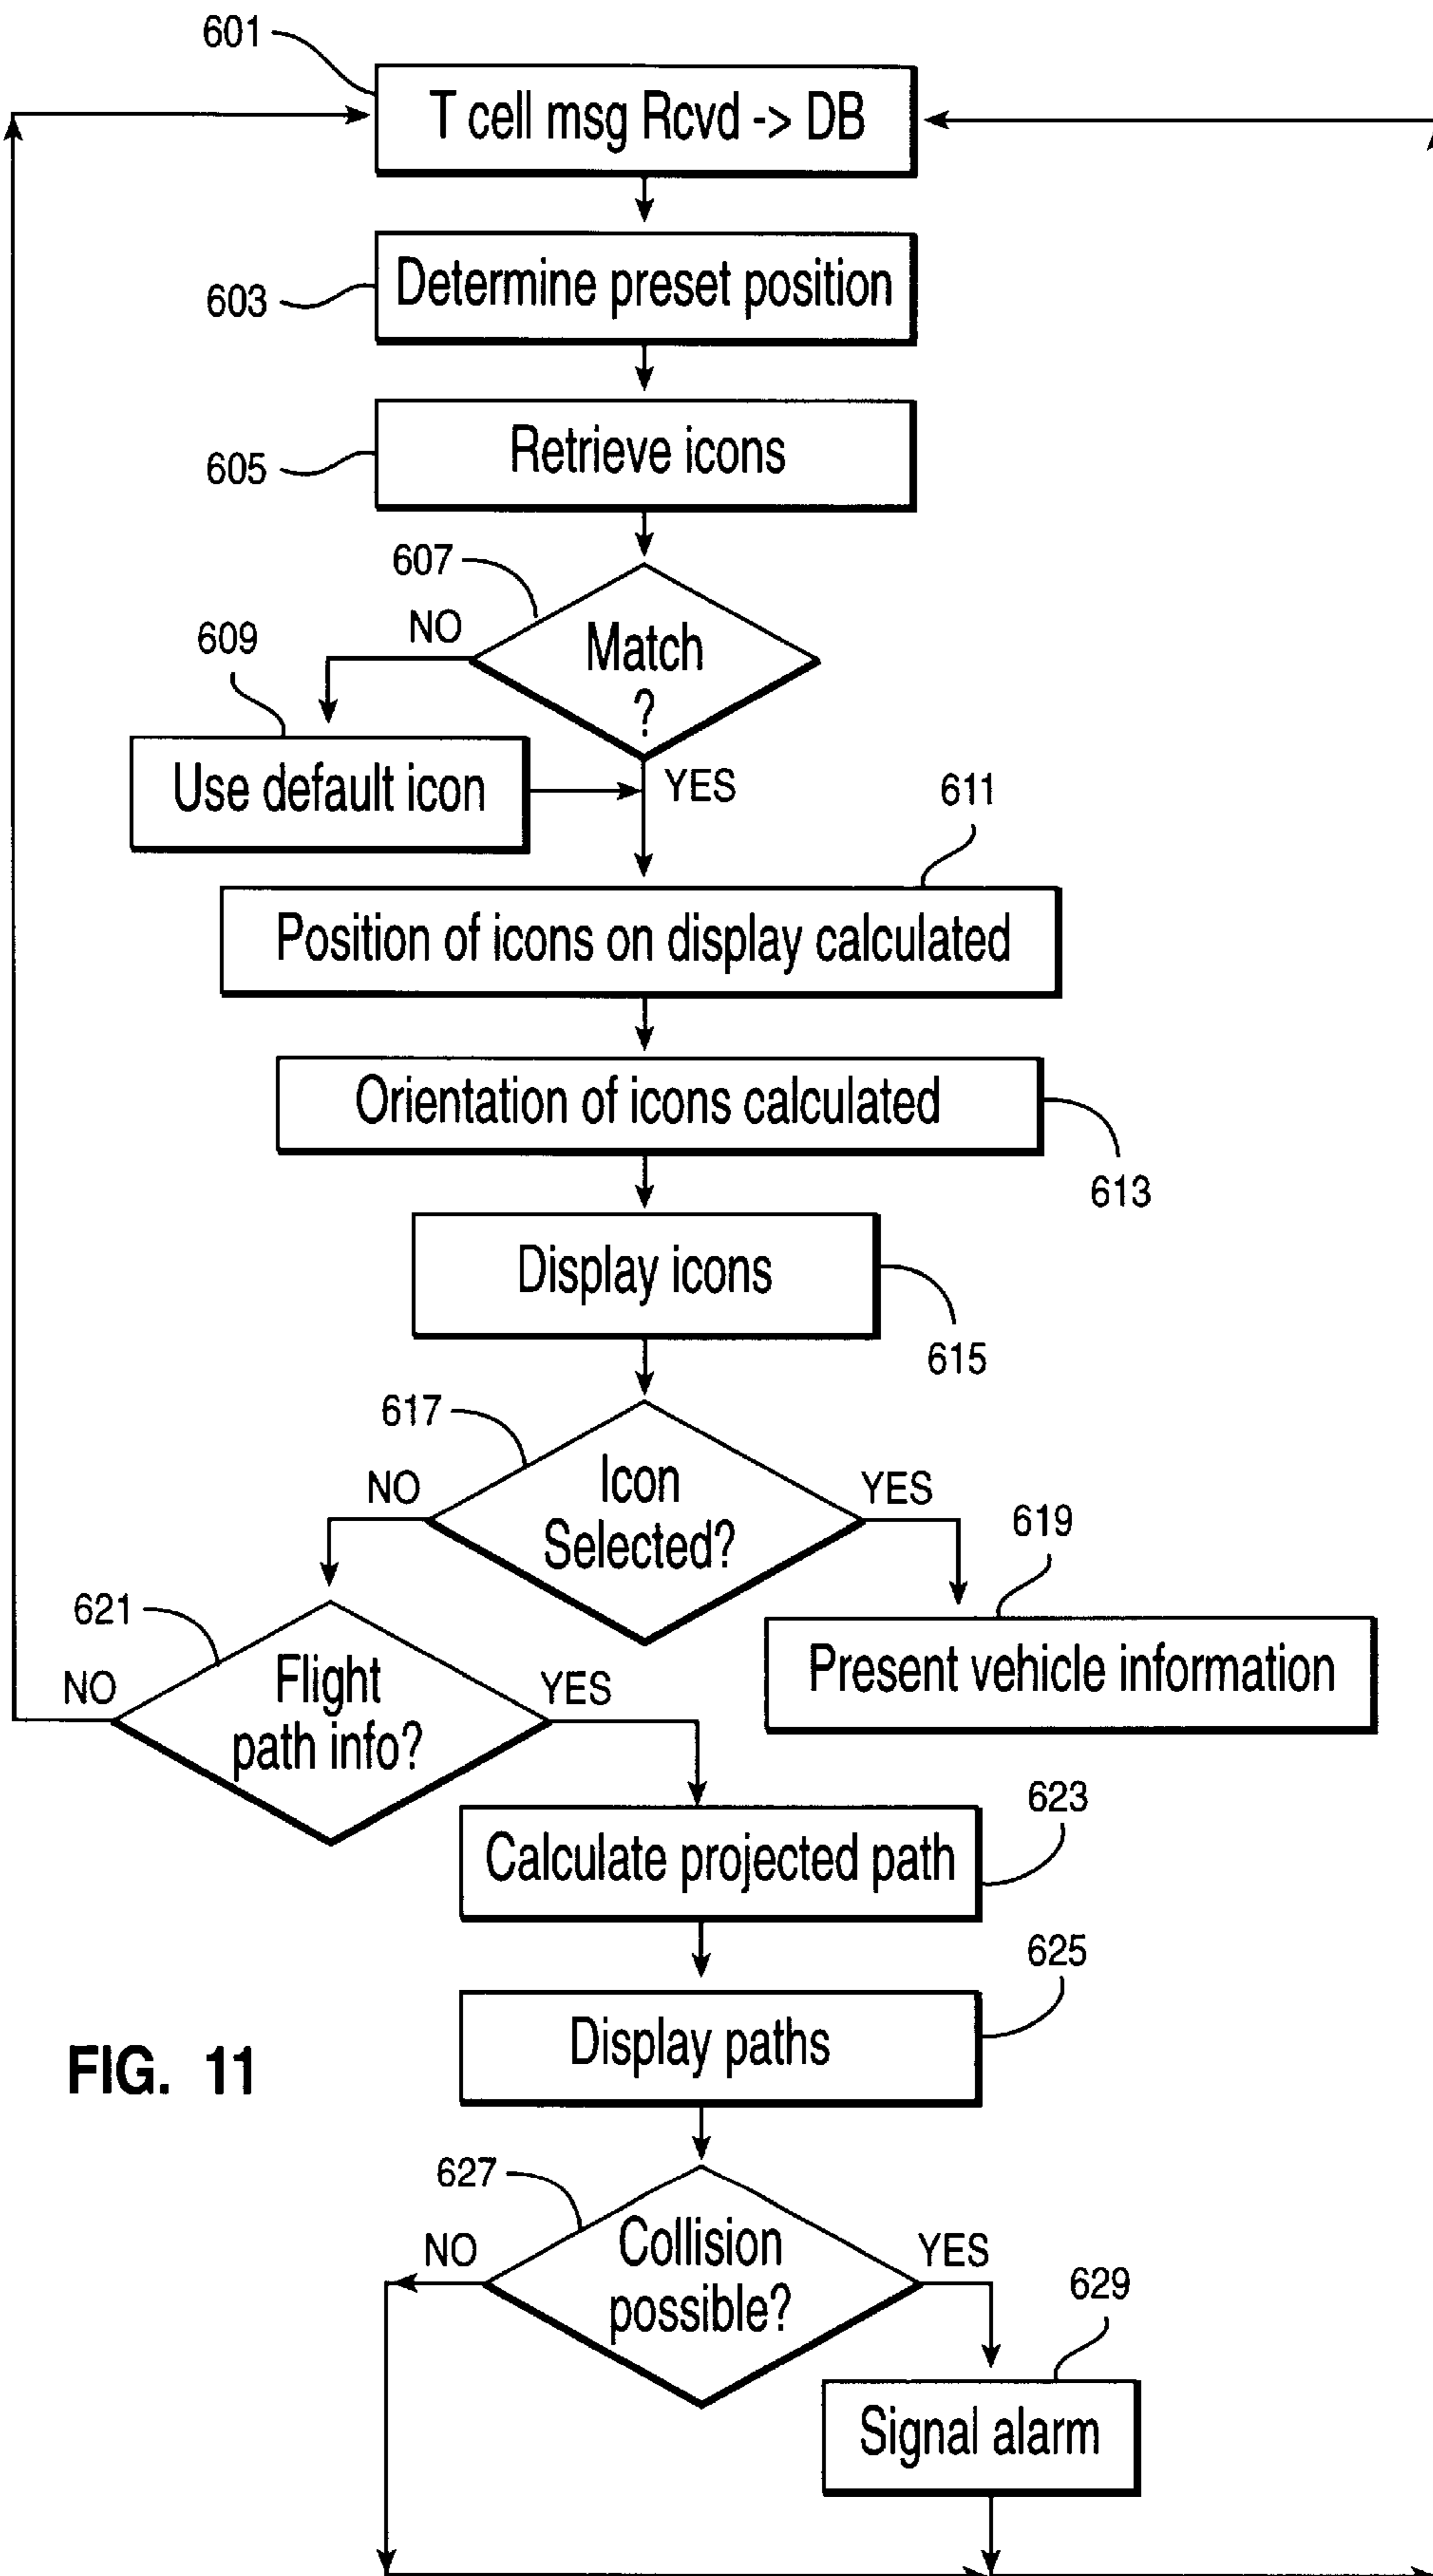 601
T cell msg Rcvd -> DB
603
Determine preset position
605
Retrieve icons
607
NO
Match
?
609
Use default icon
YES
611
Position of icons on display calculated
Orientation of icons calculated
613
Display icons
615
617
NO
Icon
Selected?
YES
619
Present vehicle information
621
NO
Flight
path info?
YES
623
Calculate projected path
625
Display paths
FIG. 11
627
NO
Collision
possible?
YES
629
Signal alarm